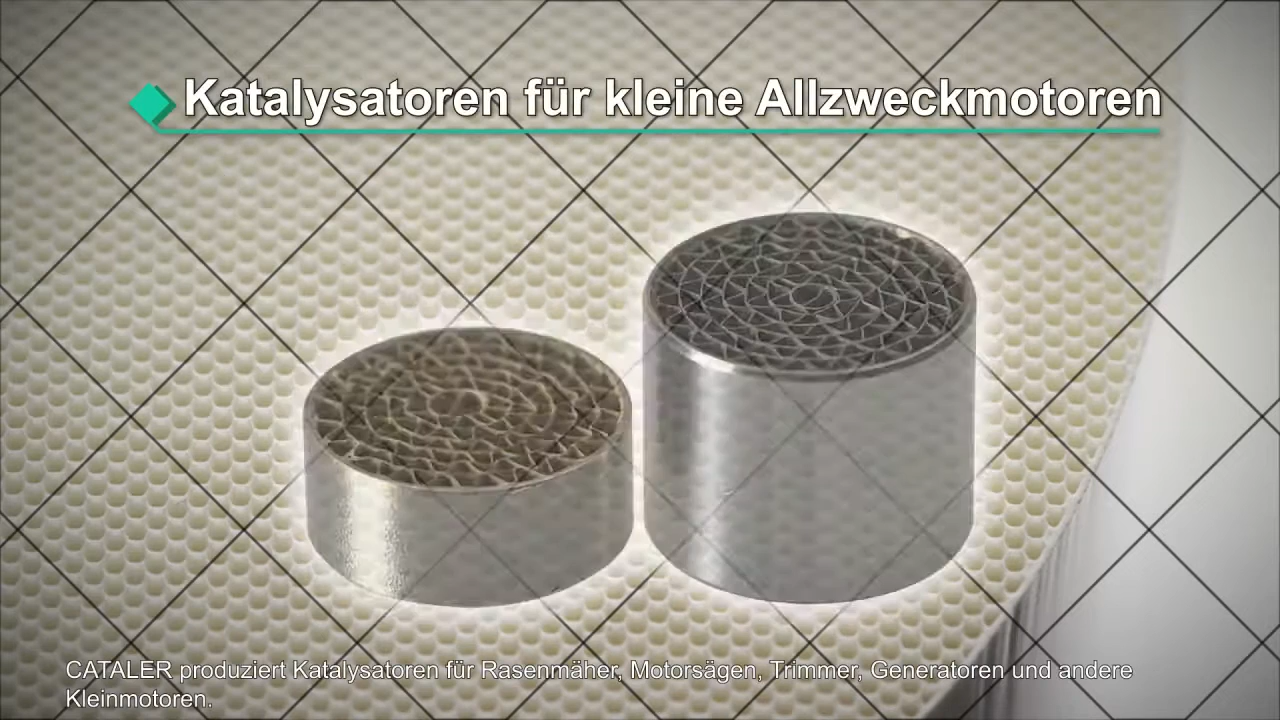 Katalysatoren für kleine Allzweckmotoren
CATALER produziert Katalysatoren für Rasenmäher, Motorsägen, Trimmer, Generatoren und andere
Kleinmotoren.